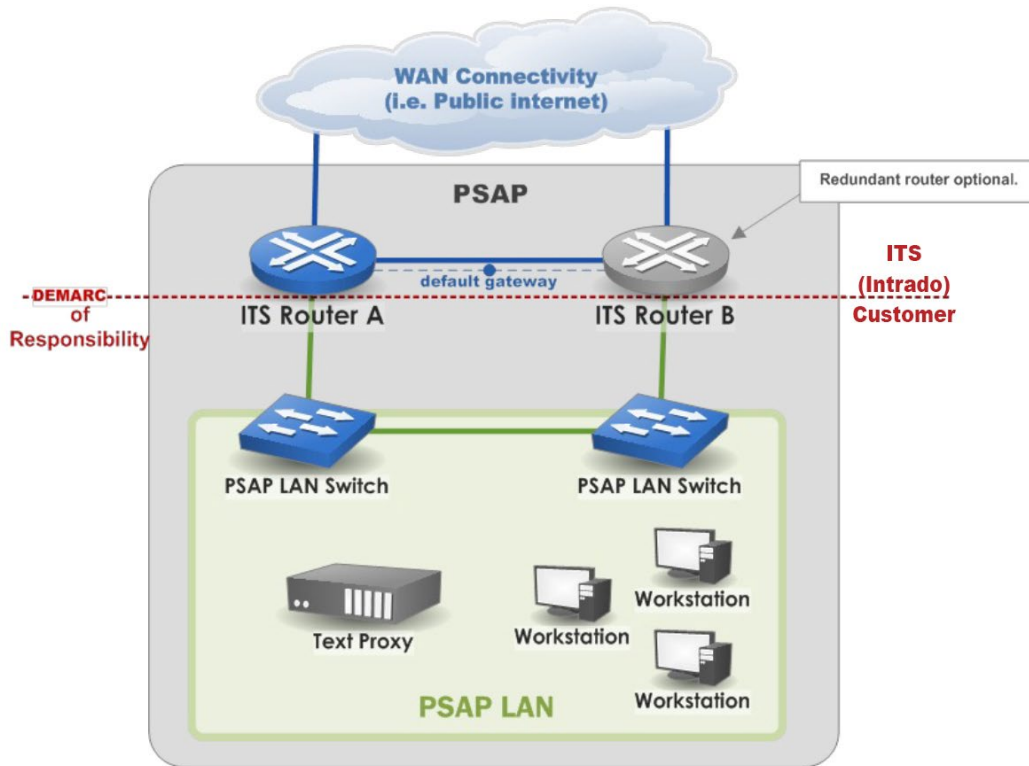 WAN Connectivity
(i.e. Public internet)
PSAP
Redundant router optional.
default gateway
ITS
(Intrado)
DEMARC
of
Responsibility
ITS Router A
ITS Router B
Customer
PSAP LAN Switch
PSAP LAN Switch
Text Proxy
Workstation
Workstation
Workstation
PSAP LAN